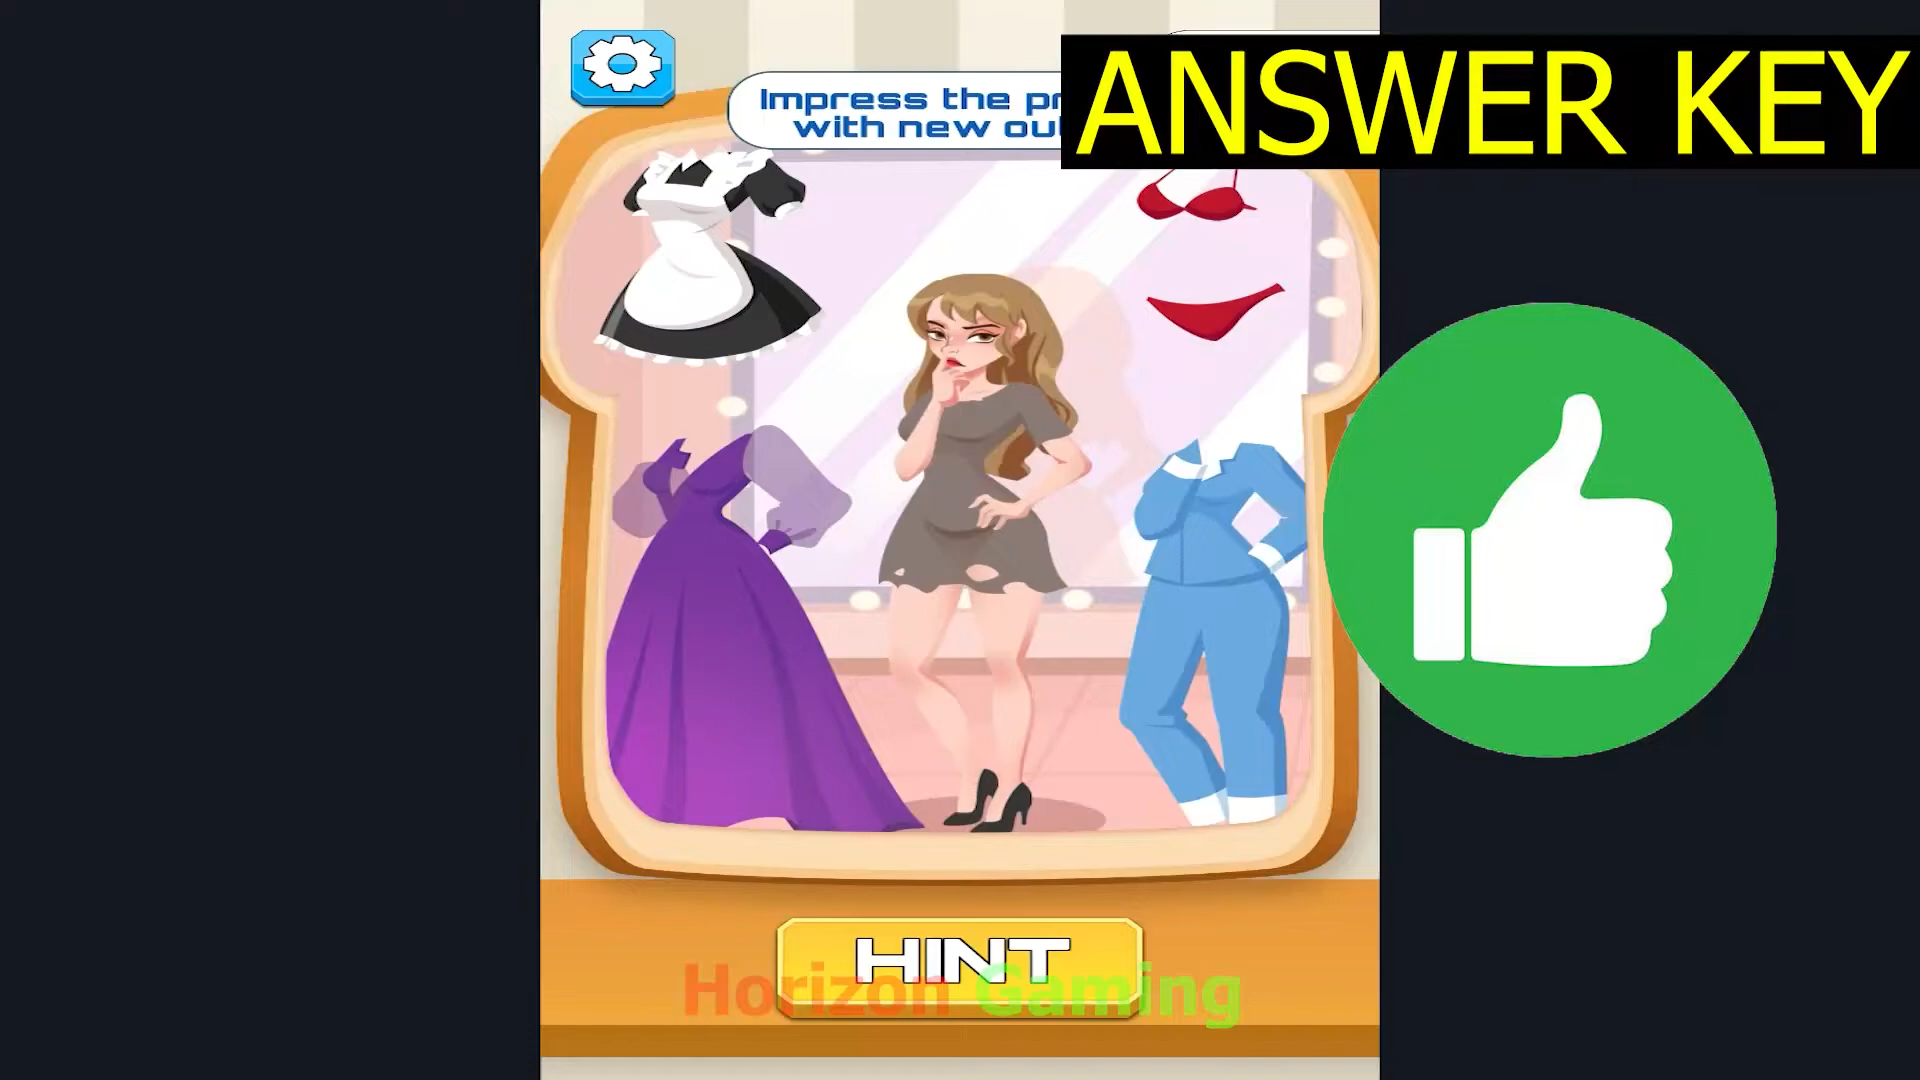 ANSWER KEY
Impress the
with new
HINT
Horizon Gaming